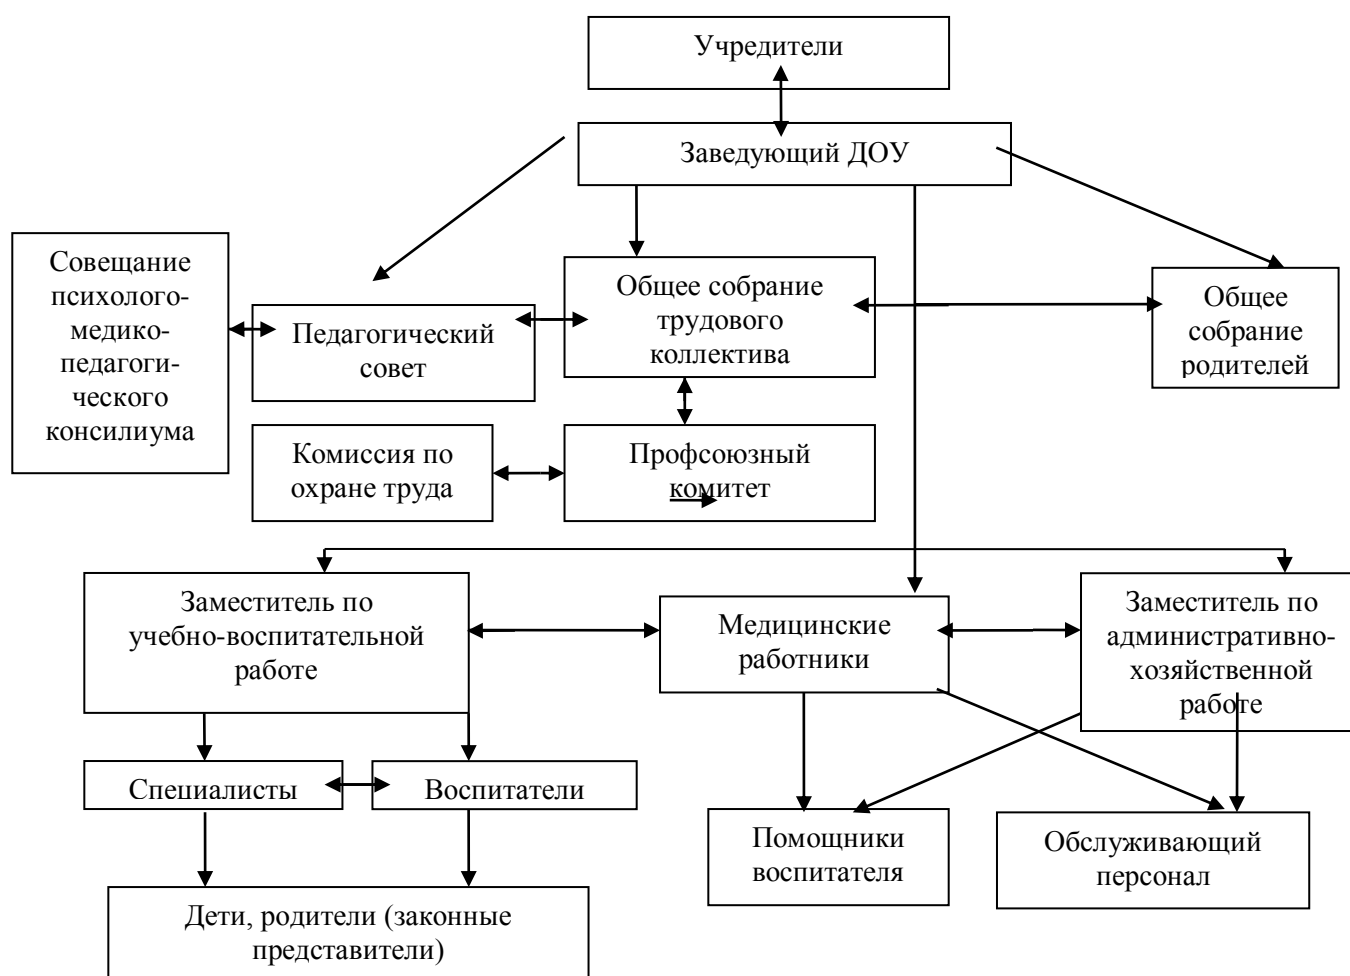 Учредители
Заведующий ДОУ
Совещание
психолого-
медико-
педагоги-
ческого
консилиума
Педагогический
совет
Общее собрание
трудового
коллектива
Общее
собрание
родителей
Комиссия по
охране труда
Профсоюзный
комитет
Заместитель по
учебно-воспитательной
работе
Медицинские
работники
Заместитель по
административно-
хозяйственной
работе
Специалисты
Воспитатели
Помощники
воспитателя
Обслуживающий
персонал
Дети, родители (законные
представители)